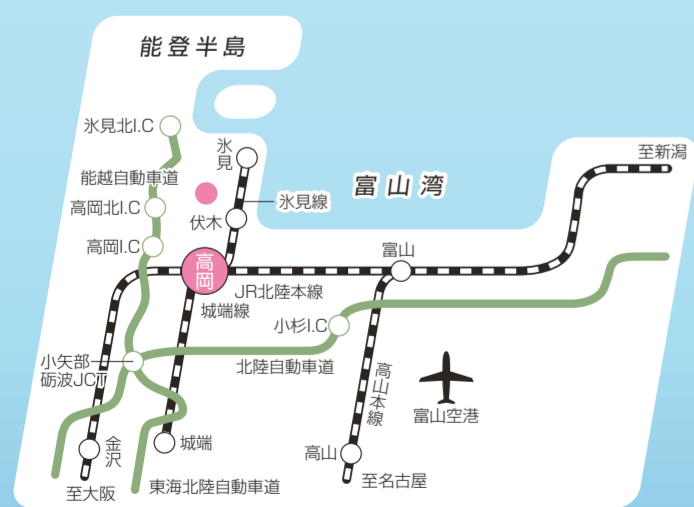 能登半島
氷見北I.C
氷見
至新潟
能越自動車道
富山湾
高岡北I.C
氷見線
伏木
高岡I.C
富山
高岡
JR北陸本線
城端線
小杉I.C
小矢部
砺波JCT
北陸自動車道
高山本線
富山空港
金沢
城端
高山
至大阪
東海北陸自動車道
至名古屋